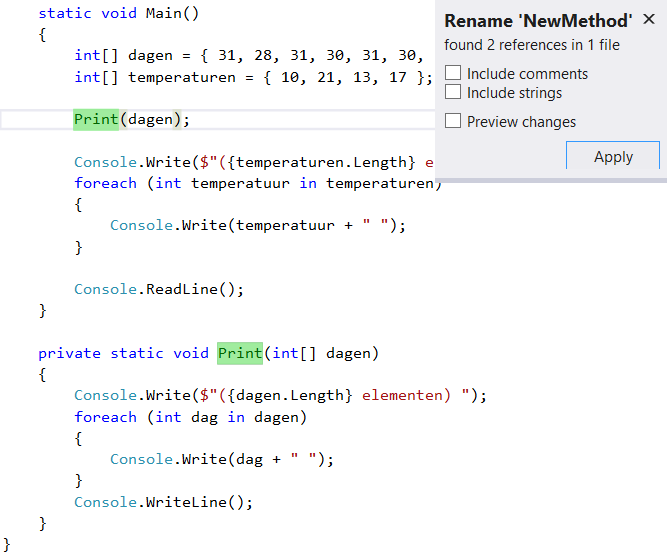 static void Main()
{
int[] dagen = { 31, 28, 31, 30, 31, 30,
int[] temperaturen = { 10, 21, 13, 17 };
Print(dagen);
Console.Write($"({temperaturen.Length} e
foreach (int temperatuur in temperaturen)
{
Console.Write(temperatuur + " ");
}
Console.ReadLine();
}
private static void Print(int[] dagen)
{
Console.Write($"({dagen.Length} elementen) ");
foreach (int dag in dagen)
{
Console.Write(dag + " ");
}
Console.WriteLine();
}
}
Rename 'NewMethod'
found 2 references in 1 file
Include comments
Include strings
Preview changes
Apply